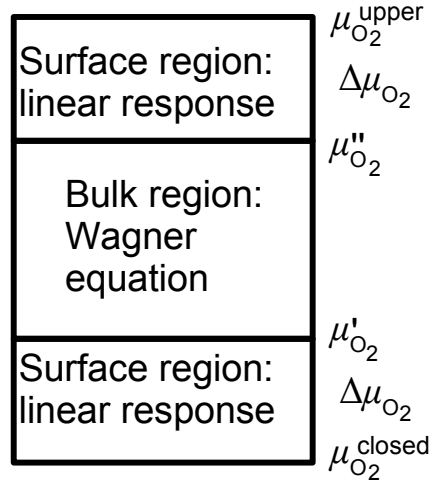 μ_O₂^upper
Surface region:
linear response
Δμ_O₂
μ''_O₂
Bulk region:
Wagner
equation
μ'_O₂
Surface region:
linear response
Δμ_O₂
μ_O₂^closed